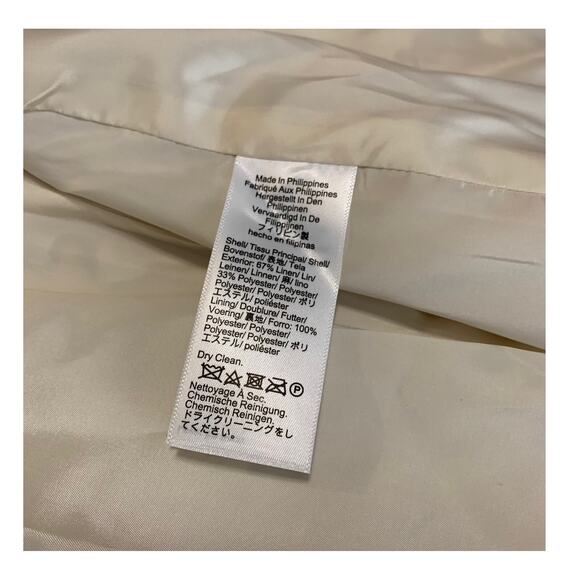 Made In Philippines
Fabriqué Aux Philippines
Hergestellt In Den
Philippinen
Vervaardigd In De
Filippijnen
フィリピン製
hecho en filipinas
Shell/ Tissu Principal/ Shell/
Bovenstof/ 表地/ Tela
Exterior: 67% Linen/ Lin/
Leinen/ Linnen/ 麻/ lino
33% Polyester/ Polyester/
Polyester/ Polyester/ ポリ
エステル/ poliéster
Lining/ Doublure/ Futter/
Voering/ 裏地/ Forro: 100%
Polyester/ Polyester/
Polyester/ Polyester/ ポリ
エステル/ poliéster
Dry Clean.
P
Nettoyage À Sec.
Chemische Reinigung.
Chemisch Reinigen.
ドライクリーニングをし
てください。